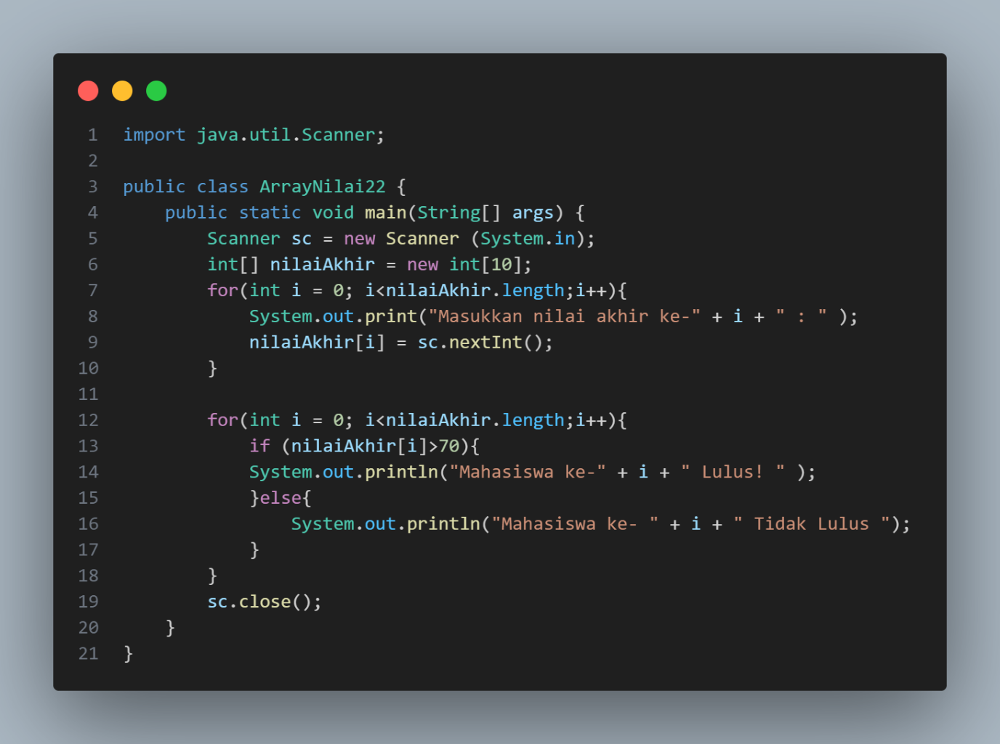 1 import java.util.Scanner;
2
3 public class ArrayNilai22 {
4     public static void main(String[] args) {
5         Scanner sc = new Scanner (System.in);
6         int[] nilaiAkhir = new int[10];
7         for(int i = 0; i<nilaiAkhir.length;i++){
8             System.out.print("Masukkan nilai akhir ke-" + i + " : " );
9             nilaiAkhir[i] = sc.nextInt();
10         }
11
12         for(int i = 0; i<nilaiAkhir.length;i++){
13             if (nilaiAkhir[i]>70){
14             System.out.println("Mahasiswa ke-" + i + " Lulus! " );
15             }else{
16                 System.out.println("Mahasiswa ke- " + i + " Tidak Lulus ");
17             }
18         }
19         sc.close();
20     }
21 }